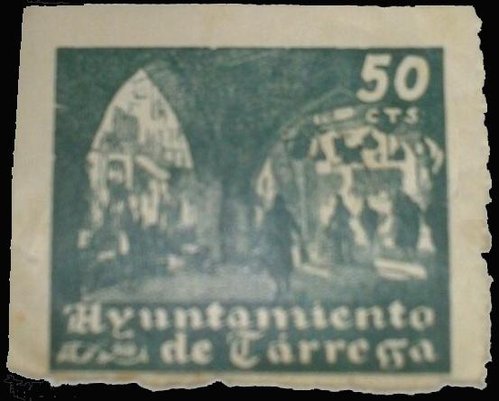 50
CTS
Ayuntamiento
de Tárrega